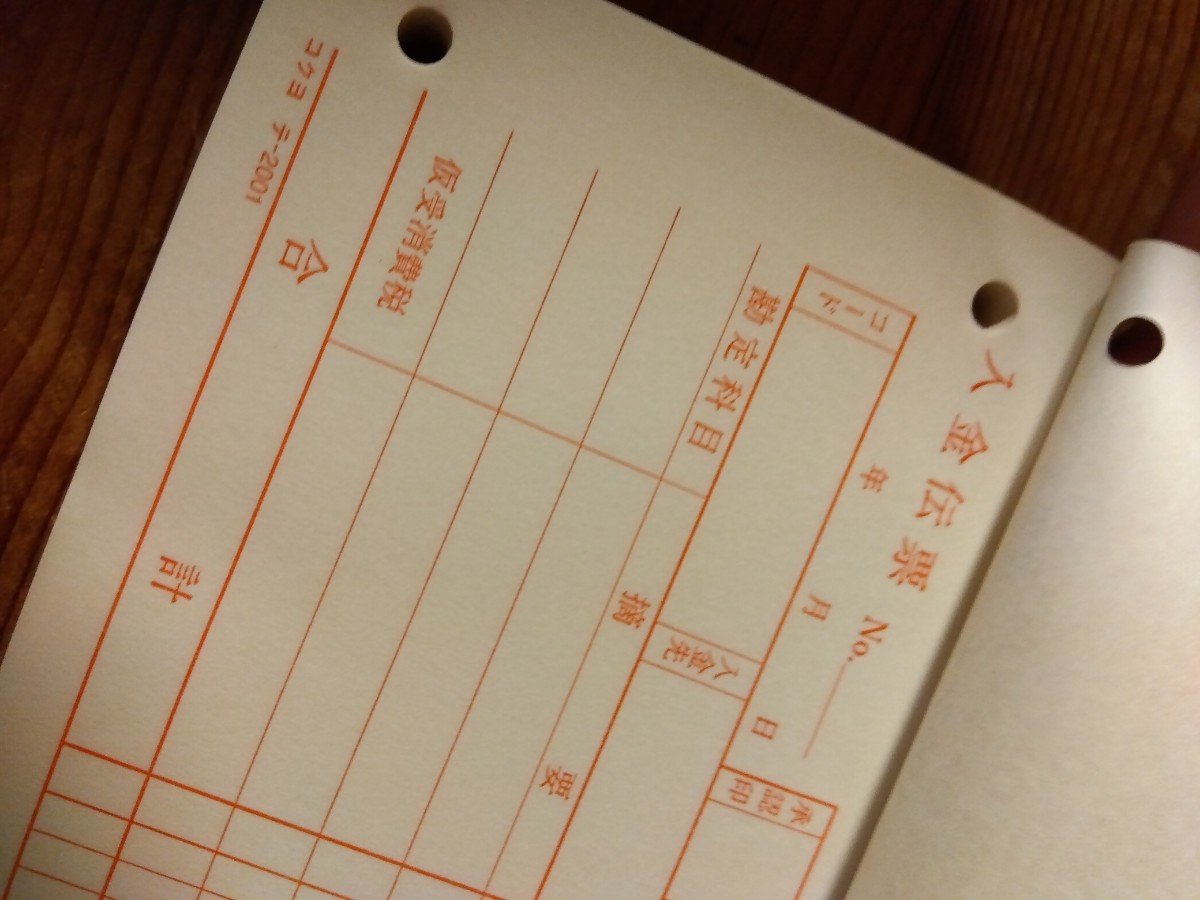 入金伝票 No.
年 月 日
承認印
コード
入金先
勘定科目
摘要
仮受消費税
合計
コクヨ テ-2001